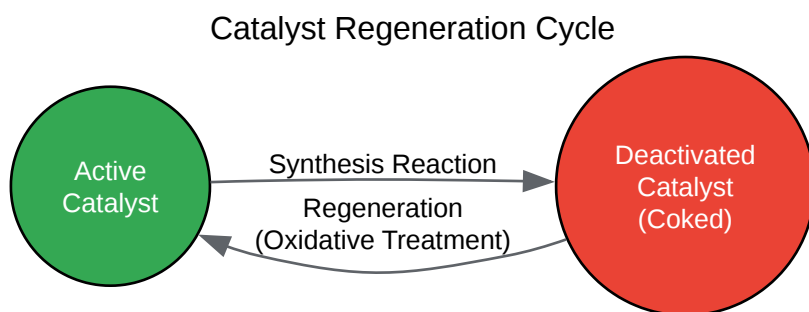 Catalyst Regeneration Cycle
Active
Catalyst
Synthesis Reaction
Regeneration
(Oxidative Treatment)
Deactivated
Catalyst
(Coked)